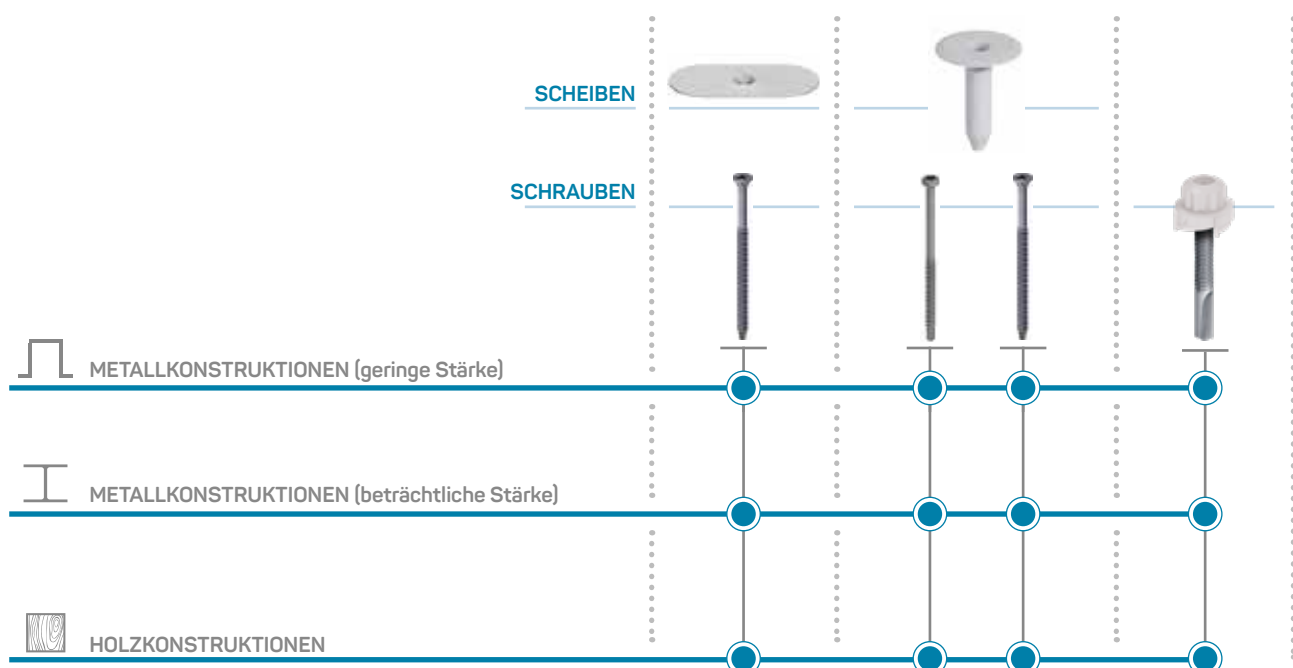 SCHEIBEN
SCHRAUBEN
METALLKONSTRUKTIONEN (geringe Stärke)
METALLKONSTRUKTIONEN (beträchtliche Stärke)
HOLZKONSTRUKTIONEN